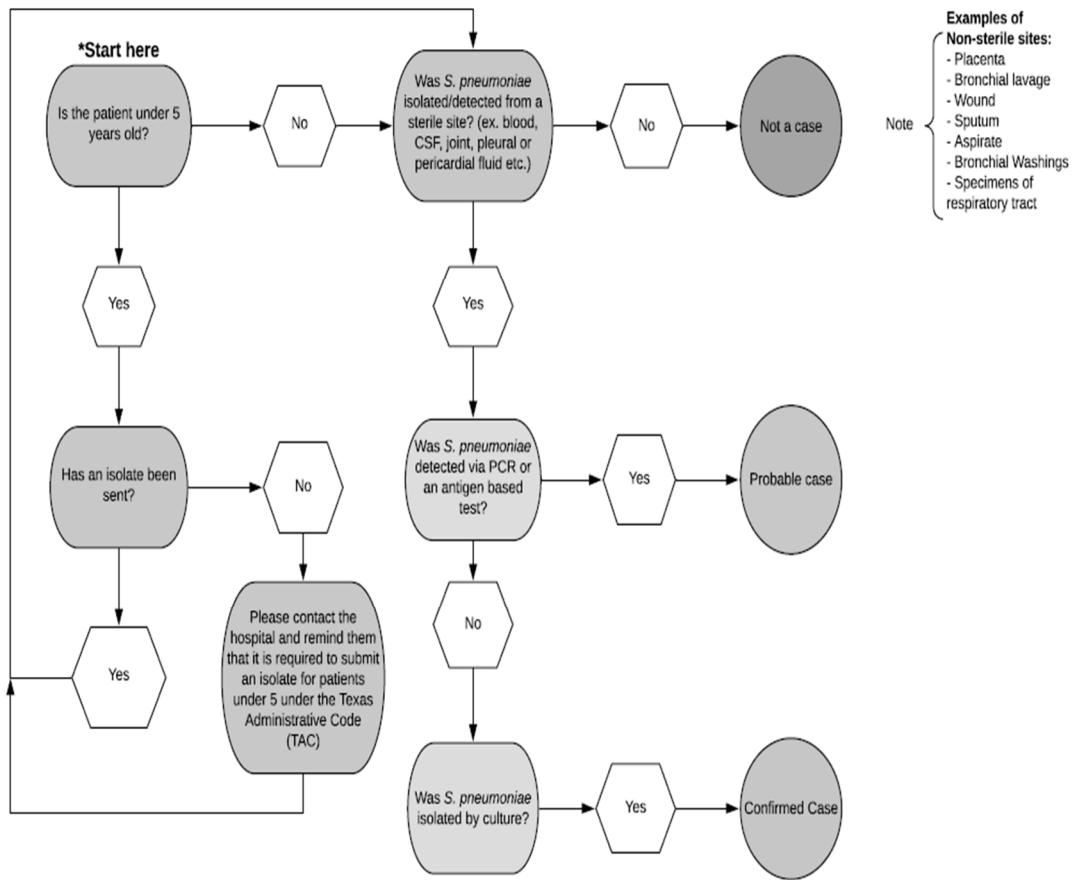 *Start here
Is the patient under 5
years old?
No
Was S. pneumoniae
isolated/detected from a
sterile site? (ex. blood,
CSF, joint, pleural or
pericardial fluid etc.)
No
Not a case
Note
Examples of
Non-sterile sites:
- Placenta
- Bronchial lavage
- Wound
- Sputum
- Aspirate
- Bronchial Washings
- Specimens of
respiratory tract
Yes
Yes
Has an isolate been
sent?
No
Was S. pneumoniae
detected via PCR or
an antigen based
test?
Yes
Probable case
Yes
Please contact the
hospital and remind them
that it is required to submit
an isolate for patients
under 5 under the Texas
Administrative Code
(TAC)
No
Was S. pneumoniae
isolated by culture?
Yes
Confirmed Case